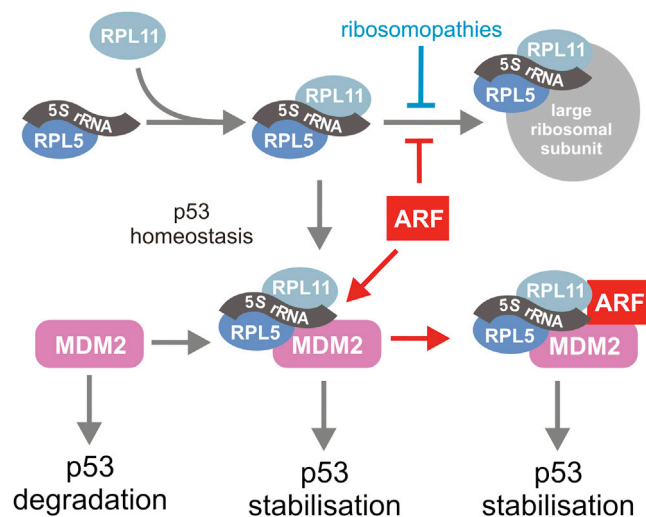 RPL11
ribosomopathies
RPL11
5S rRNA
RPL5
5S rRNA
RPL5
RPL11
5S rRNA
RPL5
large
ribosomal
subunit
p53
homeostasis
ARF
RPL11
5S rRNA
RPL5
MDM2
RPL11
ARF
5S rRNA
RPL5
MDM2
MDM2
p53
degradation
p53
stabilisation
p53
stabilisation